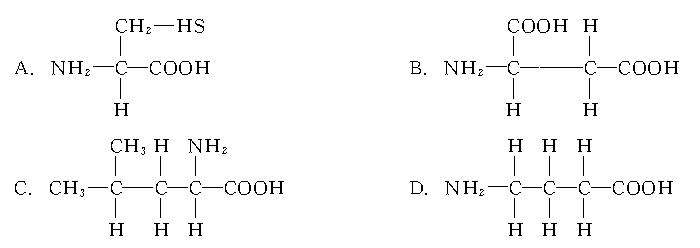 CH₂—HS COOH H
A. NH₂—C—COOH B. NH₂—C——C—COOH
H H H
CH₃ H NH₂ H H H
C. CH₃—C—C—C—COOH D. NH₂—C—C—C—COOH
H H H H H H